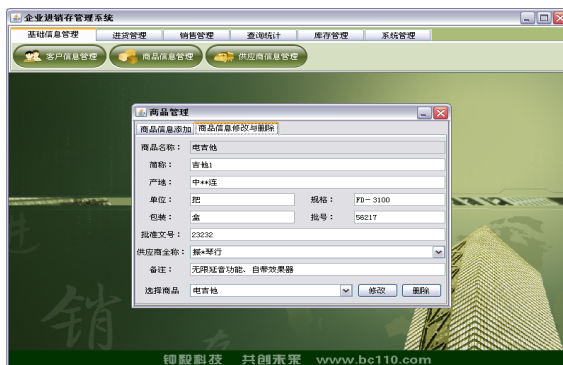 企业进销存管理系统
基础信息管理 进货管理 销售管理 查询统计 库存管理 系统管理
客户信息管理 商品信息管理 供应商信息管理
商品管理
商品信息添加 商品信息修改与删除
商品名称： 电吉他
简称： 吉他1
产地： 中**连
单位： 把 规格： FD－3100
包装： 盒 批号： 56217
批准文号： 23232
供应商全称： 振*琴行
备注： 无限延音功能、自带效果器
选择商品 电吉他 修改 删除
进
销
存
钟毅科技 共创未来 www.bc110.com